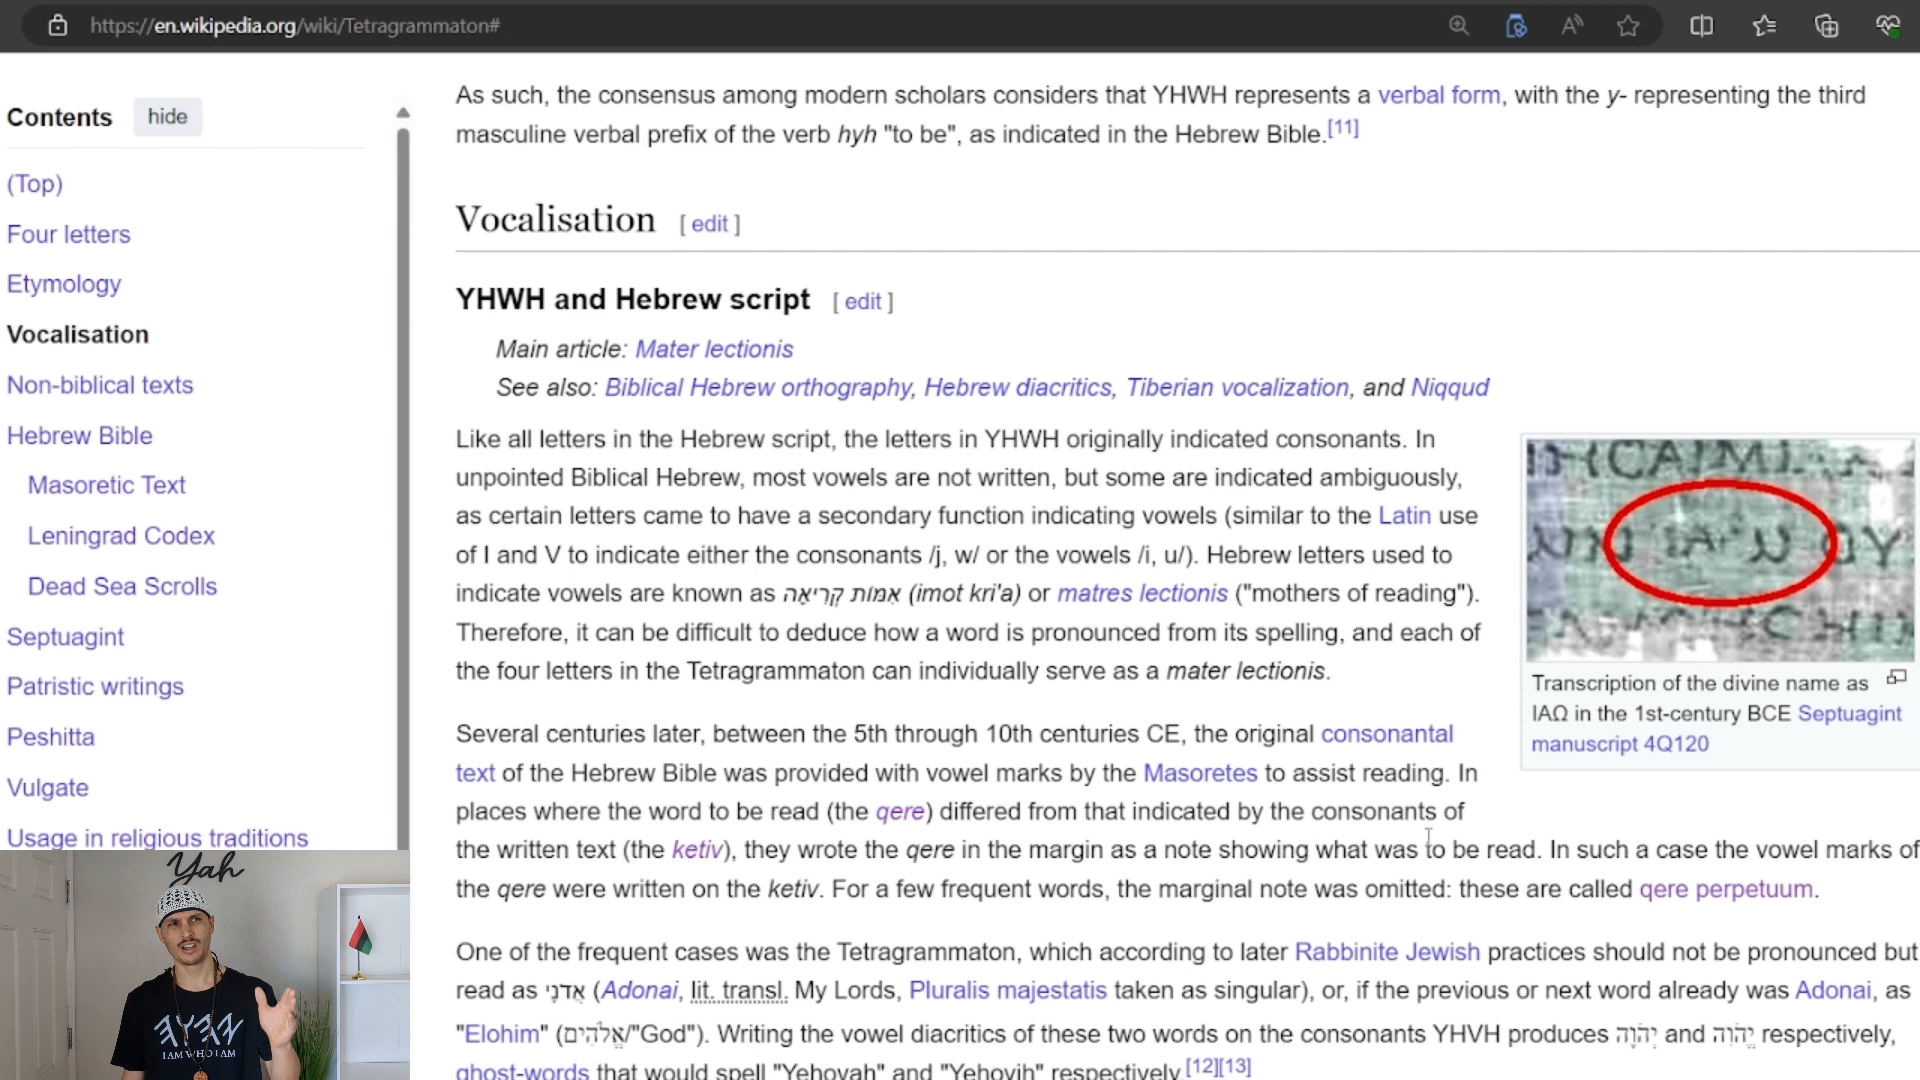 https://en.wikipedia.org/wiki/Tetragrammaton#
Contents hide
(Top)
Four letters
Etymology
Vocalisation
Non-biblical texts
Hebrew Bible
Masoretic Text
Leningrad Codex
Dead Sea Scrolls
Septuagint
Patristic writings
Peshitta
Vulgate
Usage in religious traditions
As such, the consensus among modern scholars considers that YHWH represents a verbal form, with the y- representing the third
masculine verbal prefix of the verb hyh "to be", as indicated in the Hebrew Bible.[11]
Vocalisation [ edit ]
YHWH and Hebrew script [ edit ]
Main article: Mater lectionis
See also: Biblical Hebrew orthography, Hebrew diacritics, Tiberian vocalization, and Niqqud
Like all letters in the Hebrew script, the letters in YHWH originally indicated consonants. In
unpointed Biblical Hebrew, most vowels are not written, but some are indicated ambiguously,
as certain letters came to have a secondary function indicating vowels (similar to the Latin use
of I and V to indicate either the consonants /j, w/ or the vowels /i, u/). Hebrew letters used to
indicate vowels are known as אִמּוֹת קְרִיאָה (imot kri'a) or matres lectionis ("mothers of reading").
Therefore, it can be difficult to deduce how a word is pronounced from its spelling, and each of
the four letters in the Tetragrammaton can individually serve as a mater lectionis.
Several centuries later, between the 5th through 10th centuries CE, the original consonantal
text of the Hebrew Bible was provided with vowel marks by the Masoretes to assist reading. In
places where the word to be read (the qere) differed from that indicated by the consonants of
the written text (the ketiv), they wrote the qere in the margin as a note showing what was to be read. In such a case the vowel marks of
the qere were written on the ketiv. For a few frequent words, the marginal note was omitted: these are called qere perpetuum.
One of the frequent cases was the Tetragrammaton, which according to later Rabbinite Jewish practices should not be pronounced but
read as אֲדֹנָי (Adonai, lit. transl. My Lords, Pluralis majestatis taken as singular), or, if the previous or next word already was Adonai, as
"Elohim" (אֱלֹהִים/"God"). Writing the vowel diacritics of these two words on the consonants YHVH produces יְהֹוָה and יֱהֹוִה respectively,
ghost-words that would spell "Yehovah" and "Yehovih" respectively.[12][13]
Transcription of the divine name as
ΙΑΩ in the 1st-century BCE Septuagint
manuscript 4Q120
Yah
𐤉𐤄𐤅𐤄
I AM WHO I AM